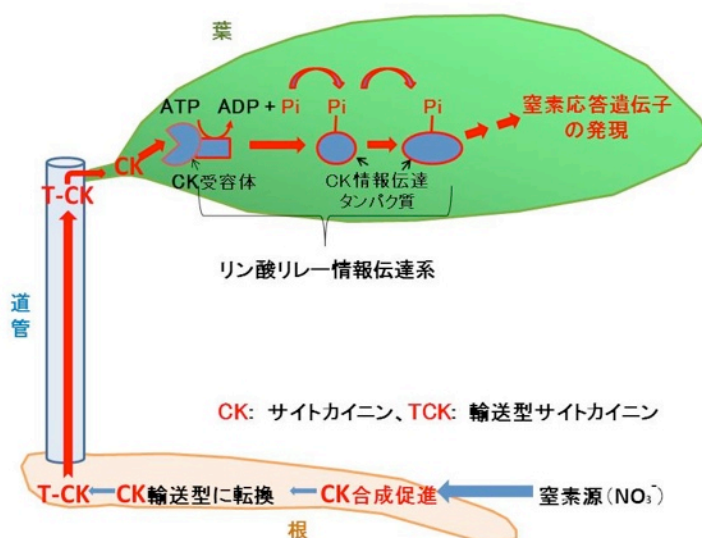 葉
ATP ADP + Pi Pi Pi
窒素応答遺伝子
の発現
CK
T-CK
CK受容体
CK情報伝達
タンパク質
リン酸リレー情報伝達系
道管
CK: サイトカイニン、TCK: 輸送型サイトカイニン
T-CK CK輸送型に転換 CK合成促進 窒素源(NO₃⁻)
根